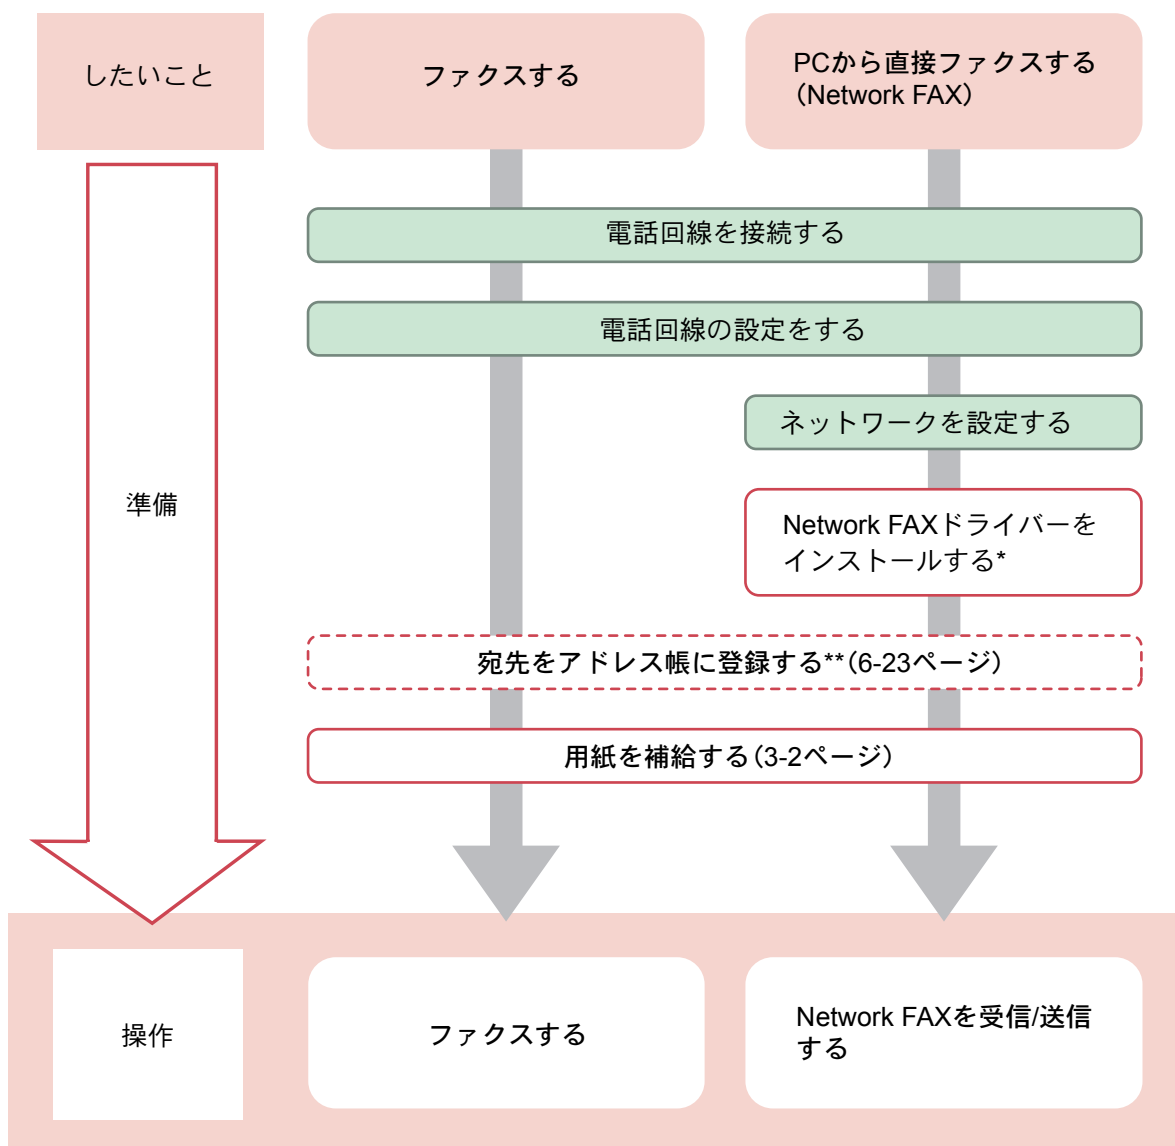 したいこと
ファクスする
PCから直接ファクスする
(Network FAX)
電話回線を接続する
電話回線の設定をする
ネットワークを設定する
準備
Network FAXドライバーを
インストールする*
宛先をアドレス帳に登録する**(6-23ページ)
用紙を補給する(3-2ページ)
操作
ファクスする
Network FAXを受信/送信
する